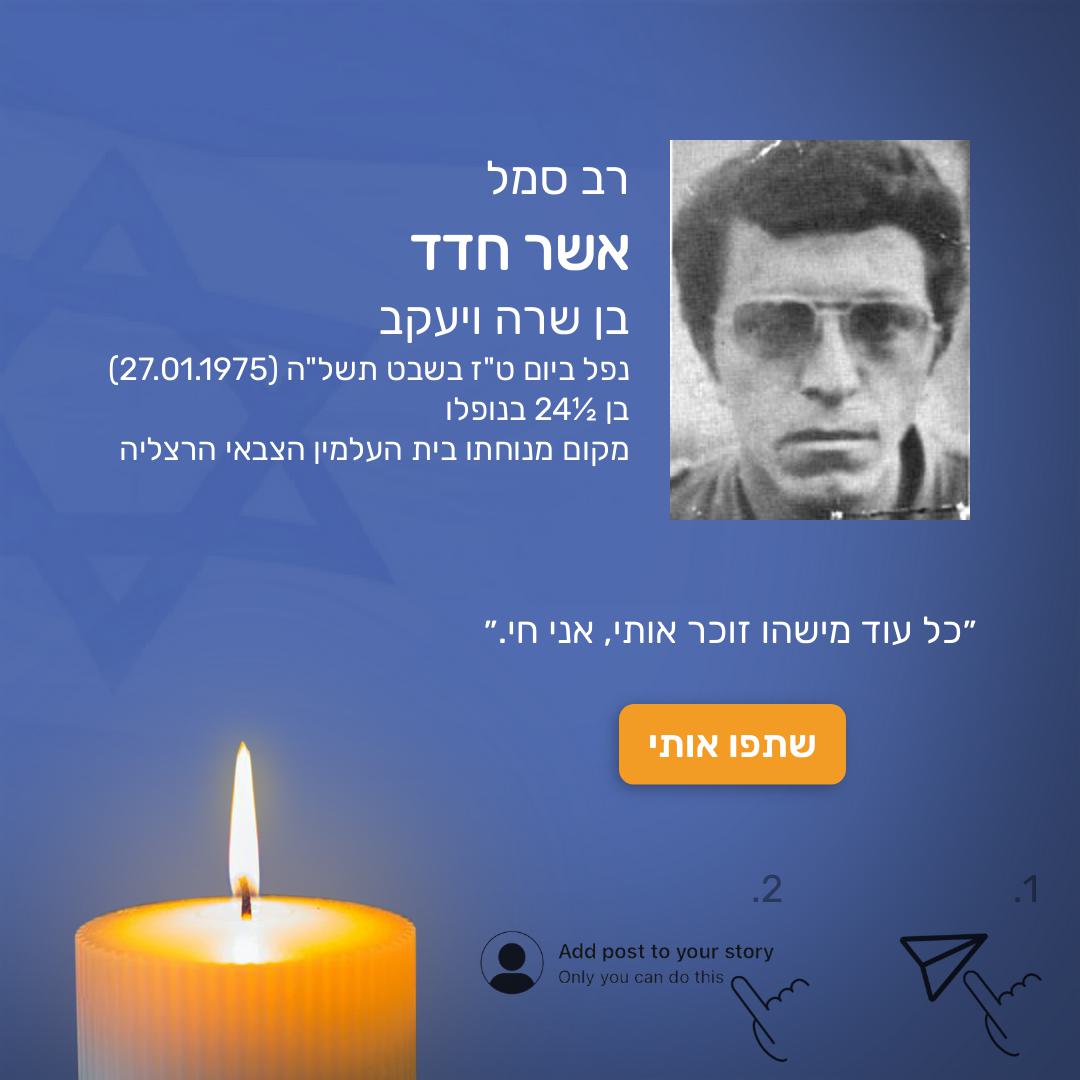 רב סמל
אשר חדד
בן שרה ויעקב
נפל ביום ט"ז בשבט תשל"ה (27.01.1975)
בן 24½ בנופלו
מקום מנוחתו בית העלמין הצבאי הרצליה
״כל עוד מישהו זוכר אותי, אני חי.״
שתפו אותי
.1
.2
Add post to your story
Only you can do this